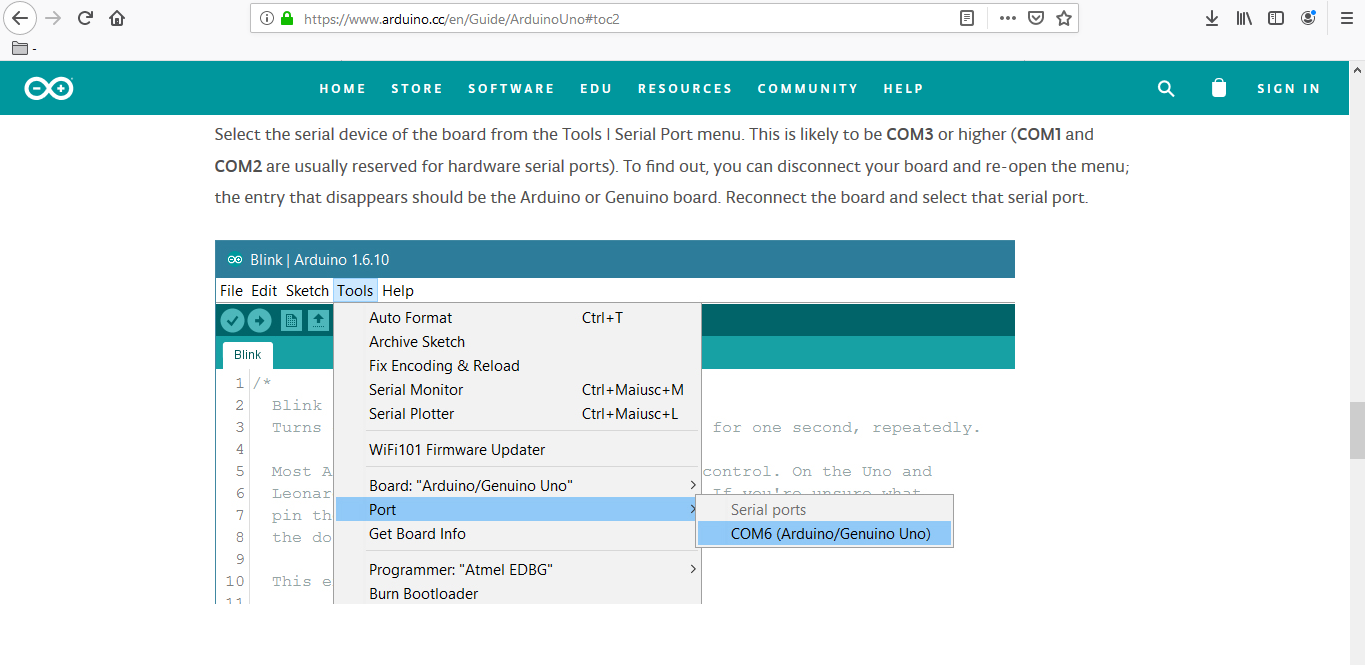 https://www.arduino.cc/en/Guide/ArduinoUno#toc2
-
HOME STORE SOFTWARE EDU RESOURCES COMMUNITY HELP SIGN IN
Select the serial device of the board from the Tools | Serial Port menu. This is likely to be COM3 or higher (COM1 and
COM2 are usually reserved for hardware serial ports). To find out, you can disconnect your board and re-open the menu;
the entry that disappears should be the Arduino or Genuino board. Reconnect the board and select that serial port.
Blink | Arduino 1.6.10
File Edit Sketch Tools Help
Auto Format Ctrl+T
Archive Sketch
Fix Encoding & Reload
Serial Monitor Ctrl+Maiusc+M
Serial Plotter Ctrl+Maiusc+L
WiFi101 Firmware Updater
Board: "Arduino/Genuino Uno"
Port
Get Board Info
Programmer: "Atmel EDBG"
Burn Bootloader
Serial ports
COM6 (Arduino/Genuino Uno)
Blink
1 /*
2 Blink
3 Turns for one second, repeatedly.
4
5 Most A control. On the Uno and
6 Leonar If you're unsure what
7 pin th
8 the do
9
10 This e
11